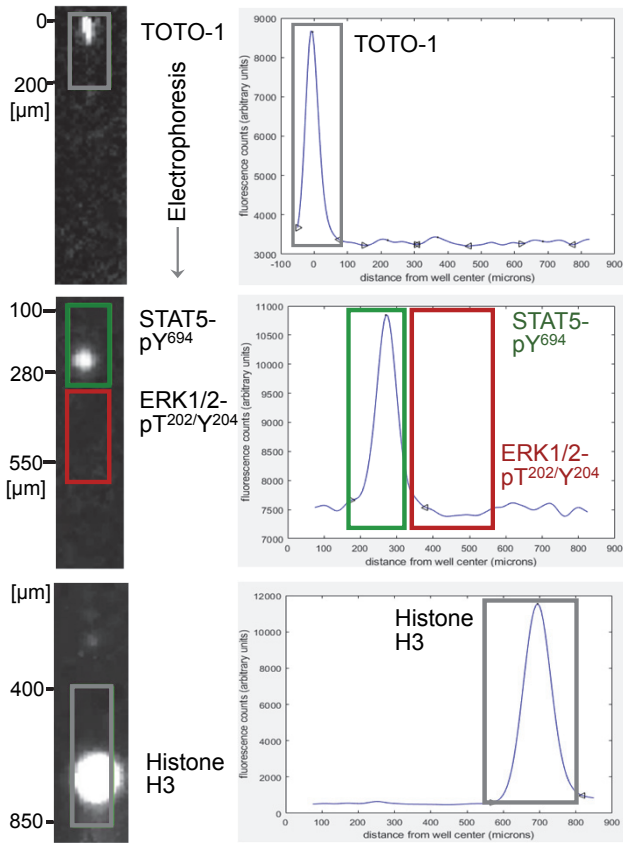 0
200
[µm]
TOTO-1
Electrophoresis
fluorescence counts (arbitrary units)
9000
8000
7000
6000
5000
4000
3000
TOTO-1
-100 0 100 200 300 400 500 600 700 800 900
distance from well center (microns)
100
280
550
[µm]
STAT5-
pY694
ERK1/2-
pT202/Y204
fluorescence counts (arbitrary units)
11000
10500
10000
9500
9000
8500
8000
7500
7000
STAT5-
pY694
ERK1/2-
pT202/Y204
0 100 200 300 400 500 600 700 800 900
distance from well center (microns)
[µm]
400
850
Histone
H3
fluorescence counts (arbitrary units)
12000
10000
8000
6000
4000
2000
0
Histone
H3
0 100 200 300 400 500 600 700 800 900
distance from well center (microns)